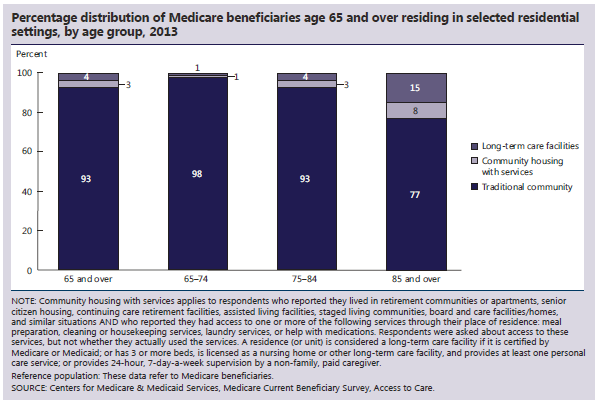 Percentage distribution of Medicare beneficiaries age 65 and over residing in selected residential
settings, by age group, 2013
Percent
100
80
60
40
20
0
4
3
93
1
1
98
4
3
93
15
8
77
65 and over
65–74
75–84
85 and over
Long-term care facilities
Community housing
with services
Traditional community
NOTE: Community housing with services applies to respondents who reported they lived in retirement communities or apartments, senior
citizen housing, continuing care retirement facilities, assisted living facilities, staged living communities, board and care facilities/homes,
and similar situations AND who reported they had access to one or more of the following services through their place of residence: meal
preparation, cleaning or housekeeping services, laundry services, or help with medications. Respondents were asked about access to these
services, but not whether they actually used the services. A residence (or unit) is considered a long-term care facility if it is certified by
Medicare or Medicaid; or has 3 or more beds, is licensed as a nursing home or other long-term care facility, and provides at least one personal
care service; or provides 24-hour, 7-day-a-week supervision by a non-family, paid caregiver.
Reference population: These data refer to Medicare beneficiaries.
SOURCE: Centers for Medicare & Medicaid Services, Medicare Current Beneficiary Survey, Access to Care.